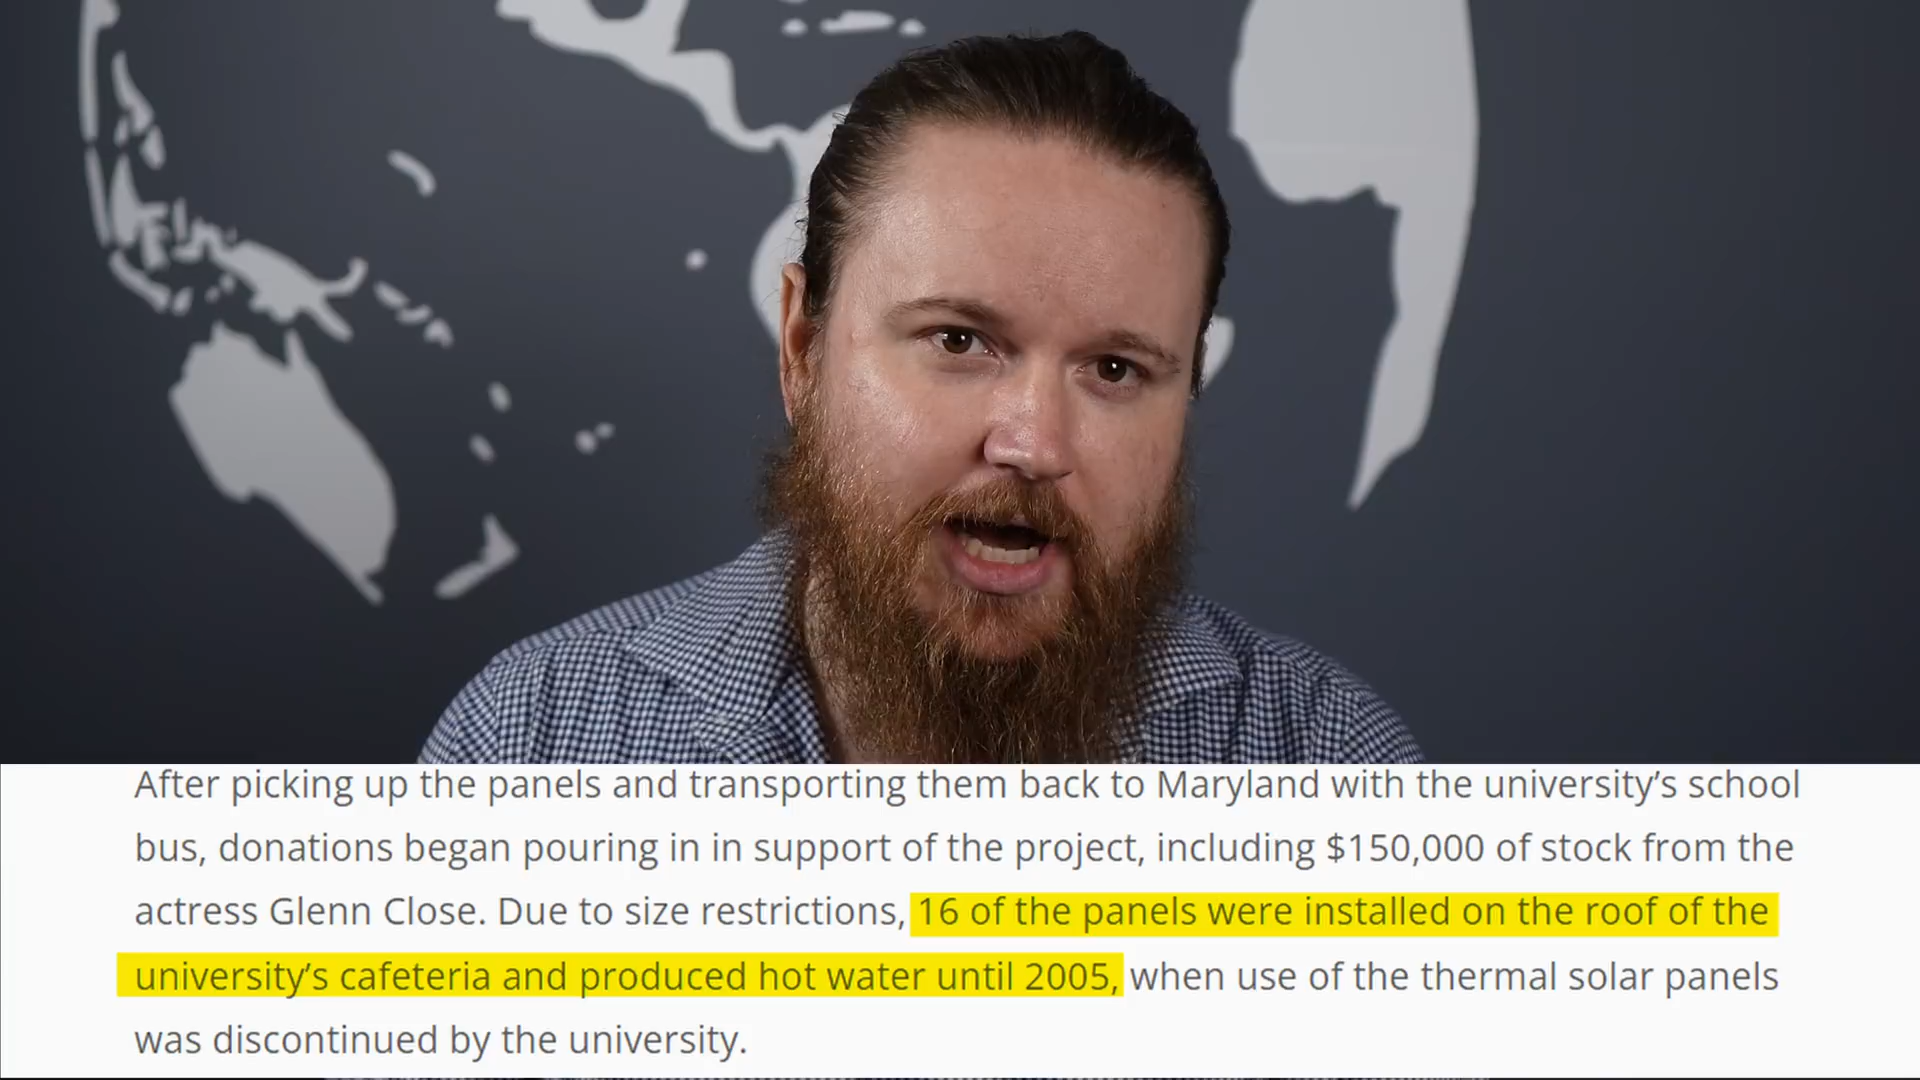 After picking up the panels and transporting them back to Maryland with the university’s school
bus, donations began pouring in in support of the project, including $150,000 of stock from the
actress Glenn Close. Due to size restrictions, 16 of the panels were installed on the roof of the
university’s cafeteria and produced hot water until 2005, when use of the thermal solar panels
was discontinued by the university.